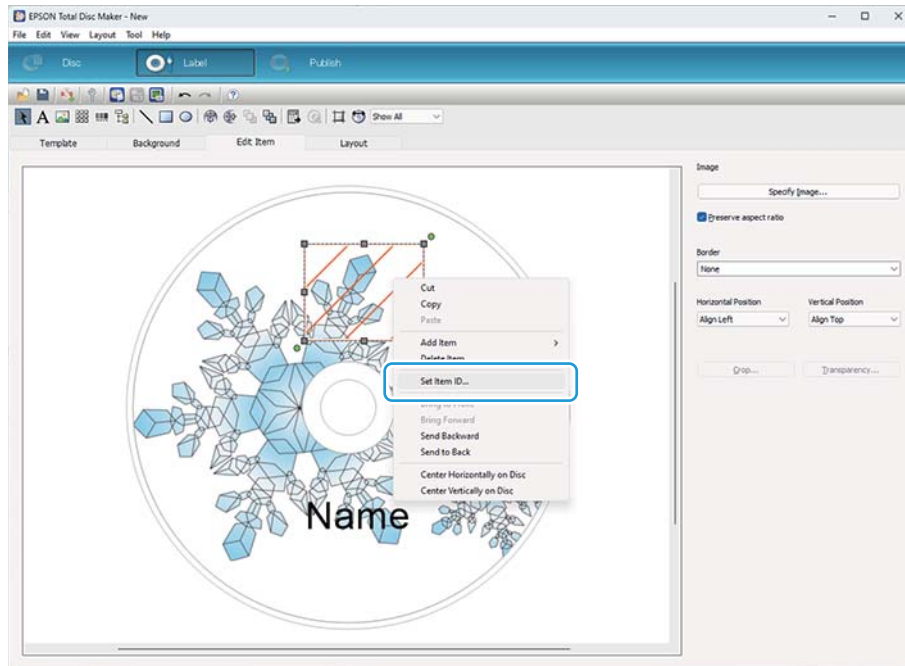 EPSON Total Disc Maker - New
File Edit View Layout Tool Help
Disc Label Publish
Show All
Template Background Edit Item Layout
Image
Specify Image...
Preserve aspect ratio
Border
None
Horizontal Position Vertical Position
Align Left Align Top
Crop... Transparency...
Cut
Copy
Paste
Add Item
Delete Item
Set Item ID...
Bring to Front
Bring Forward
Send Backward
Send to Back
Center Horizontally on Disc
Center Vertically on Disc
Name